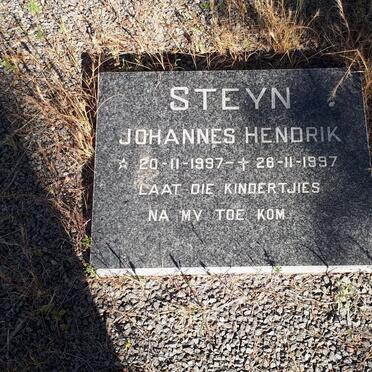 STEYN
JOHANNES HENDRIK
☆ 20-11-1997-✝ 26-11-1997
LAAT DIE KINDERTJIES
NA MY TOE KOM